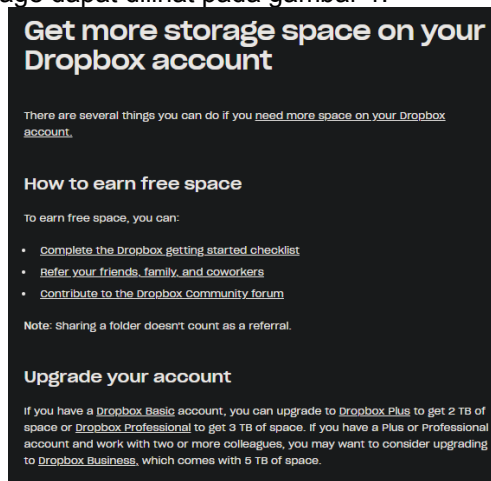 dapat dilihat pada gambar
Get more storage space on your
Dropbox account
There are several things you can do if you need more space on your Dropbox
account.
How to earn free space
To earn free space, you can:
• Complete the Dropbox getting started checklist
• Refer your friends, family, and coworkers
• Contribute to the Dropbox Community forum
Note: Sharing a folder doesn't count as a referral.
Upgrade your account
If you have a Dropbox Basic account, you can upgrade to Dropbox Plus to get 2 TB of
space or Dropbox Professional to get 3 TB of space. If you have a Plus or Professional
account and work with two or more colleagues, you may want to consider upgrading
to Dropbox Business, which comes with 5 TB of space.